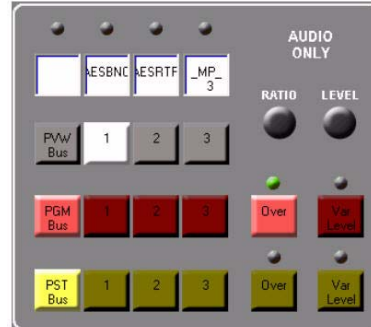 AUDIO
ONLY
AESBNC AESRTF _MP_
3
RATIO LEVEL
PVW
Bus
1 2 3
PGM
Bus
1 2 3
Over
Var
Level
PST
Bus
1 2 3
Over
Var
Level